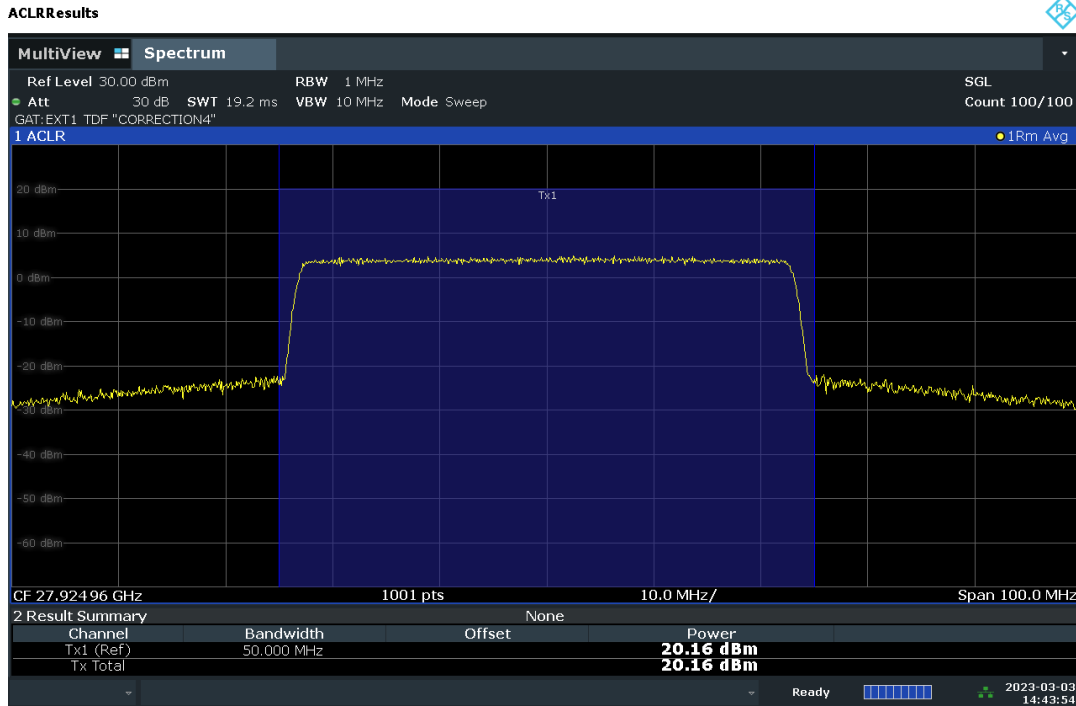 ACLRResults
R&S
MultiView Spectrum
Ref Level 30.00 dBm RBW 1 MHz SGL
Att 30 dB SWT 19.2 ms VBW 10 MHz Mode Sweep Count 100/100
GAT:EXT1 TDF "CORRECTION4"
1 ACLR 1Rm Avg
20 dBm
Tx1
10 dBm
0 dBm
-10 dBm
-20 dBm
-30 dBm
-40 dBm
-50 dBm
-60 dBm
CF 27.92496 GHz 1001 pts 10.0 MHz/ Span 100.0 MHz
2 Result Summary None
Channel Bandwidth Offset Power
Tx1 (Ref) 50.000 MHz 20.16 dBm
Tx Total 20.16 dBm
Ready 2023-03-03
14:43:54